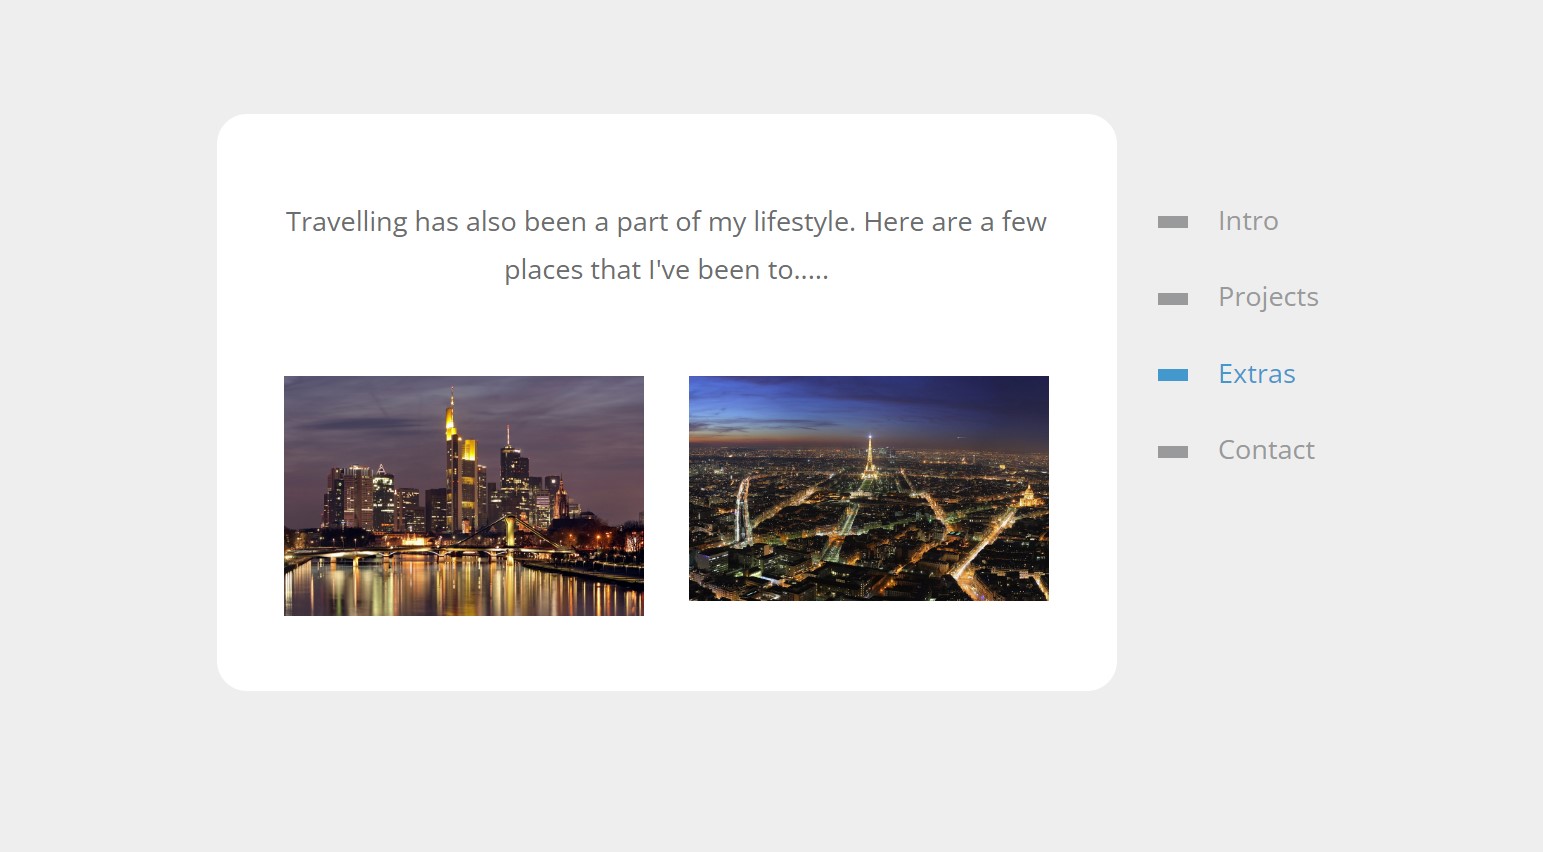 Travelling has also been a part of my lifestyle. Here are a few
places that I've been to.....
Intro
Projects
Extras
Contact